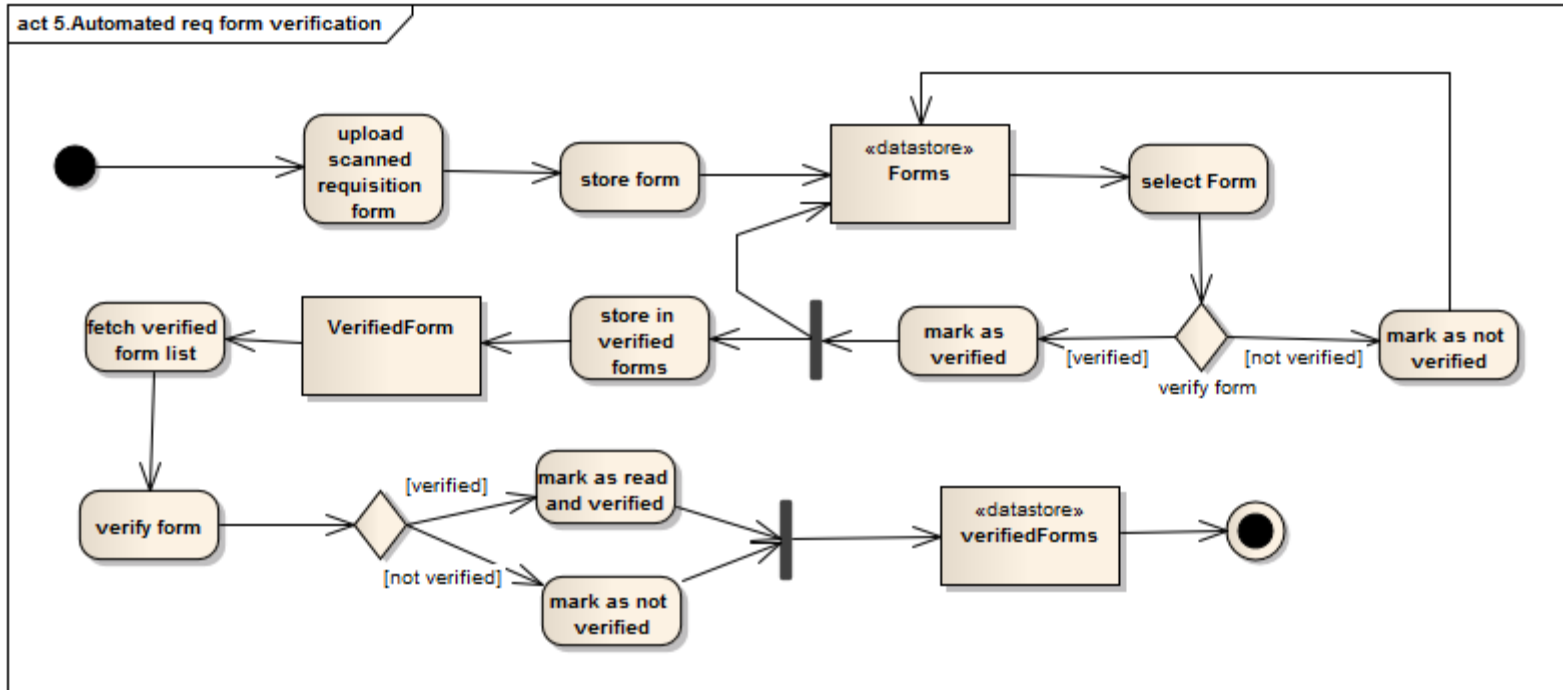 act 5.Automated req form verification
upload
scanned
requisition
form
store form
«datastore»
Forms
select Form
fetch verified
form list
VerifiedForm
store in
verified
forms
mark as
verified
[verified]
[not verified]
verify form
mark as not
verified
verify form
[verified]
[not verified]
mark as read
and verified
mark as not
verified
«datastore»
verifiedForms